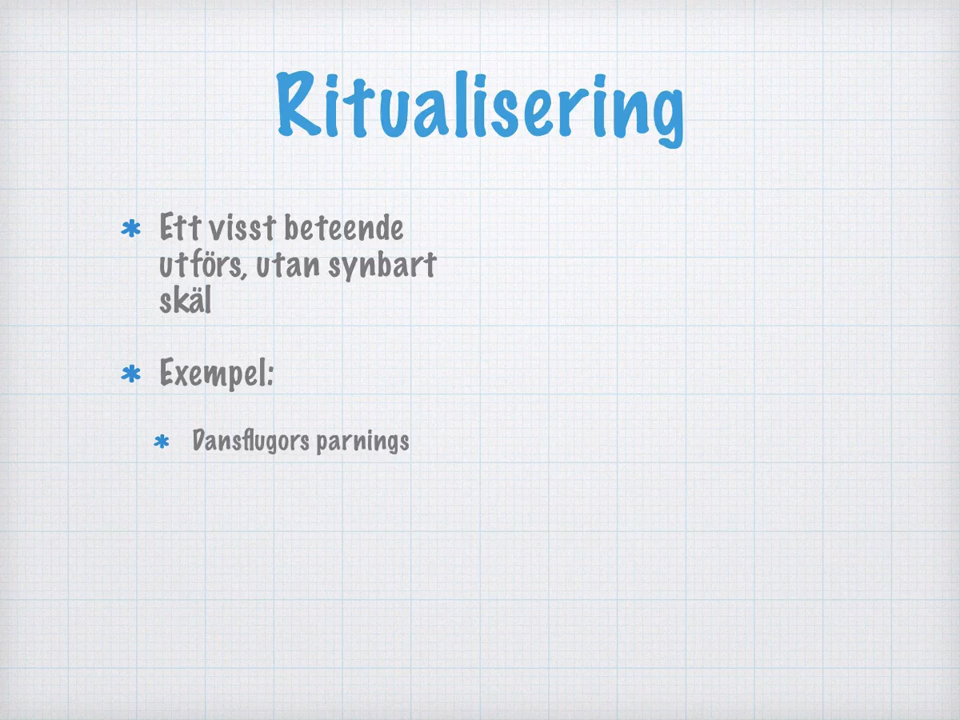 Ritualisering
Ett visst beteende
utförs, utan synbart
skäl
Exempel:
Dansflugors parnings